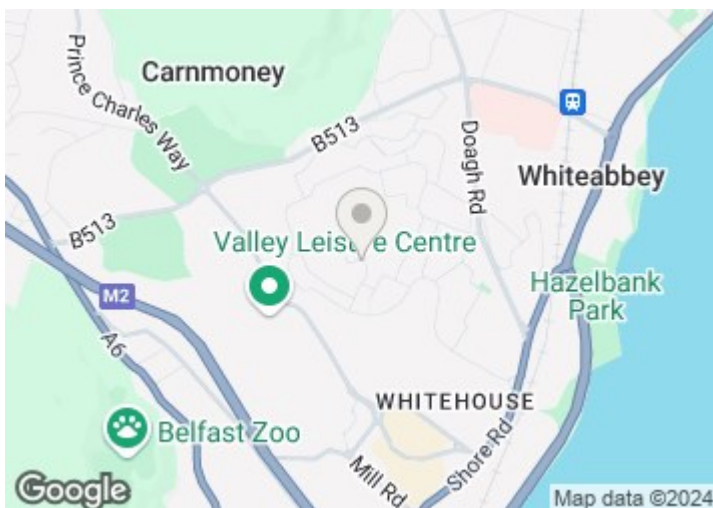 Prince Charles Way
Carnmoney
B513
Doagh Rd
Whiteabbey
B513
Valley Leisure Centre
Hazelbank
Park
M2
A6
WHITEHOUSE
Belfast Zoo
Shore Rd
Mill Rd
Google
Map data ©2024